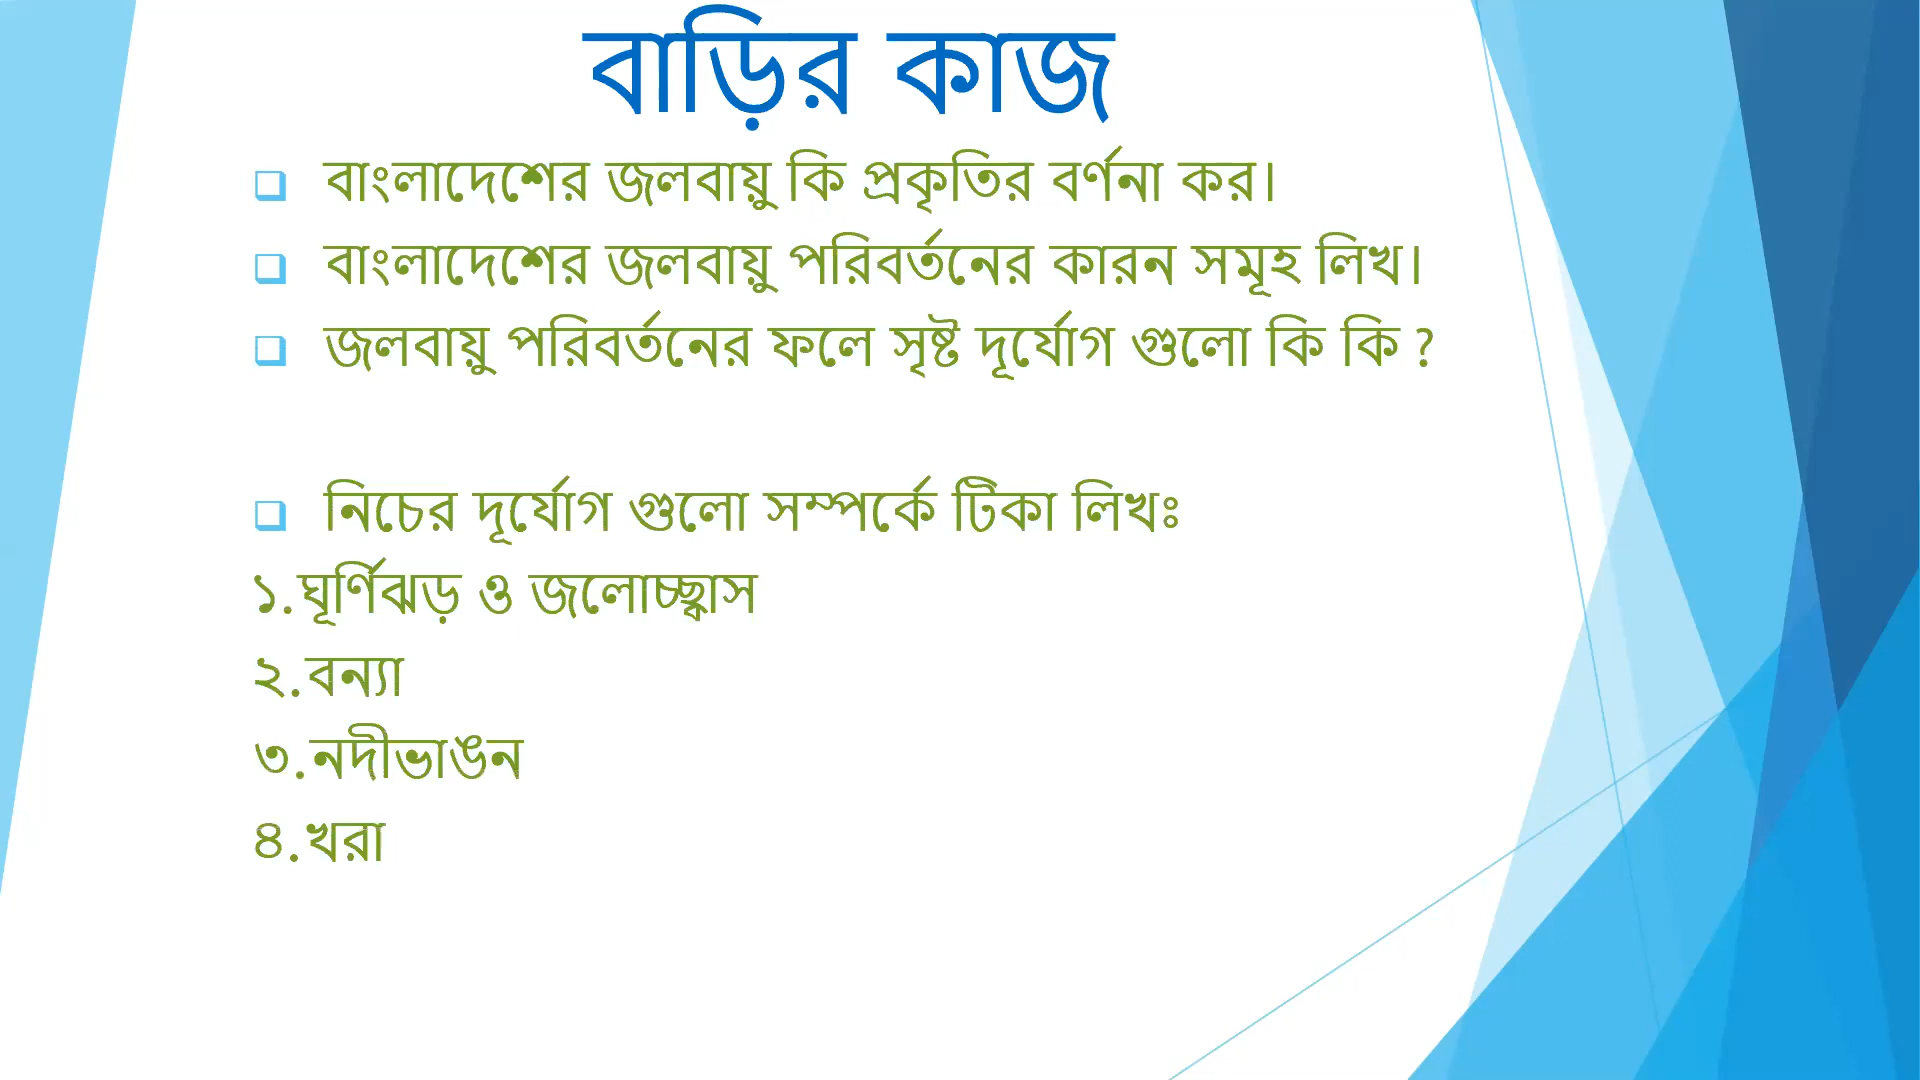 বাড়ির কাজ
বাংলাদেশের জলবায়ু কি প্রকৃতির বর্ণনা কর।
বাংলাদেশের জলবায়ু পরিবর্তনের কারন সমূহ লিখ।
জলবায়ু পরিবর্তনের ফলে সৃষ্ট দূর্যোগ গুলো কি কি ?
নিচের দূর্যোগ গুলো সম্পর্কে টিকা লিখঃ
১.ঘূর্ণিঝড় ও জলোচ্ছ্বাস
২.বন্যা
৩.নদীভাঙন
৪.খরা